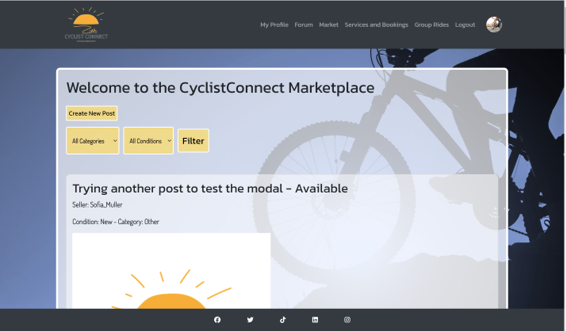 CYCLIST CONNECT
My Profile Forum Market Services and Bookings Group Rides Logout
Welcome to the CyclistConnect Marketplace
Create New Post
All Categories All Conditions Filter
Trying another post to test the modal - Available
Seller: Sofia_Muller
Condition: New - Category: Other